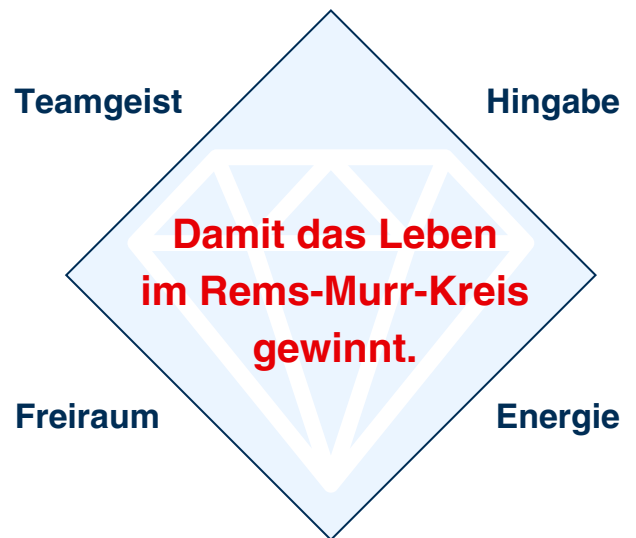 Teamgeist
Hingabe
Damit das Leben
im Rems-Murr-Kreis
gewinnt.
Freiraum
Energie